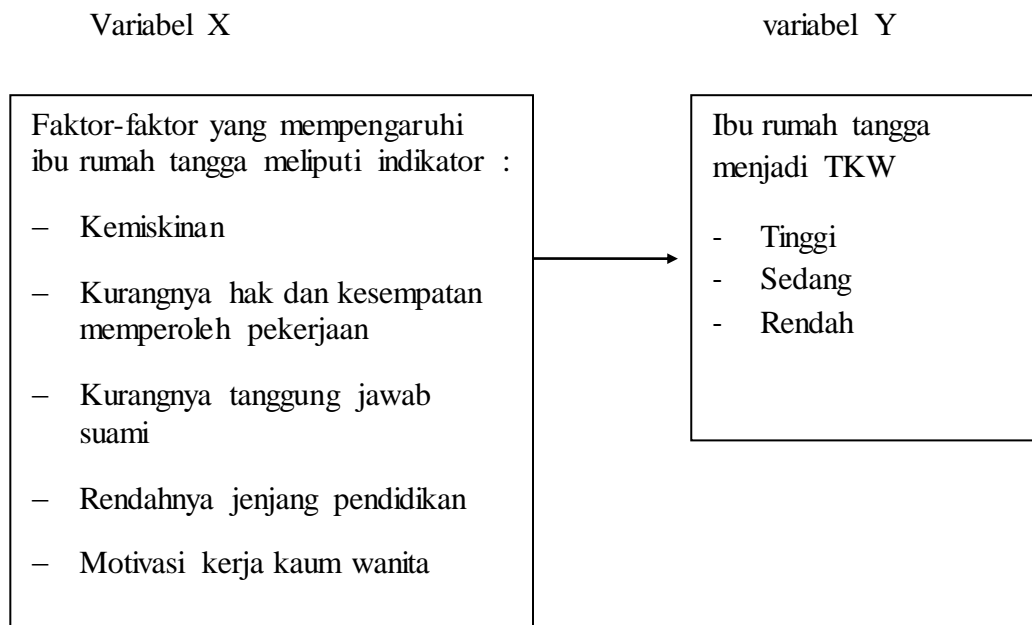 Variabel X
variabel Y
Faktor-faktor yang mempengaruhi
ibu rumah tangga meliputi indikator :
– Kemiskinan
– Kurangnya hak dan kesempatan
memperoleh pekerjaan
– Kurangnya tanggung jawab
suami
– Rendahnya jenjang pendidikan
– Motivasi kerja kaum wanita
Ibu rumah tangga
menjadi TKW
- Tinggi
- Sedang
- Rendah